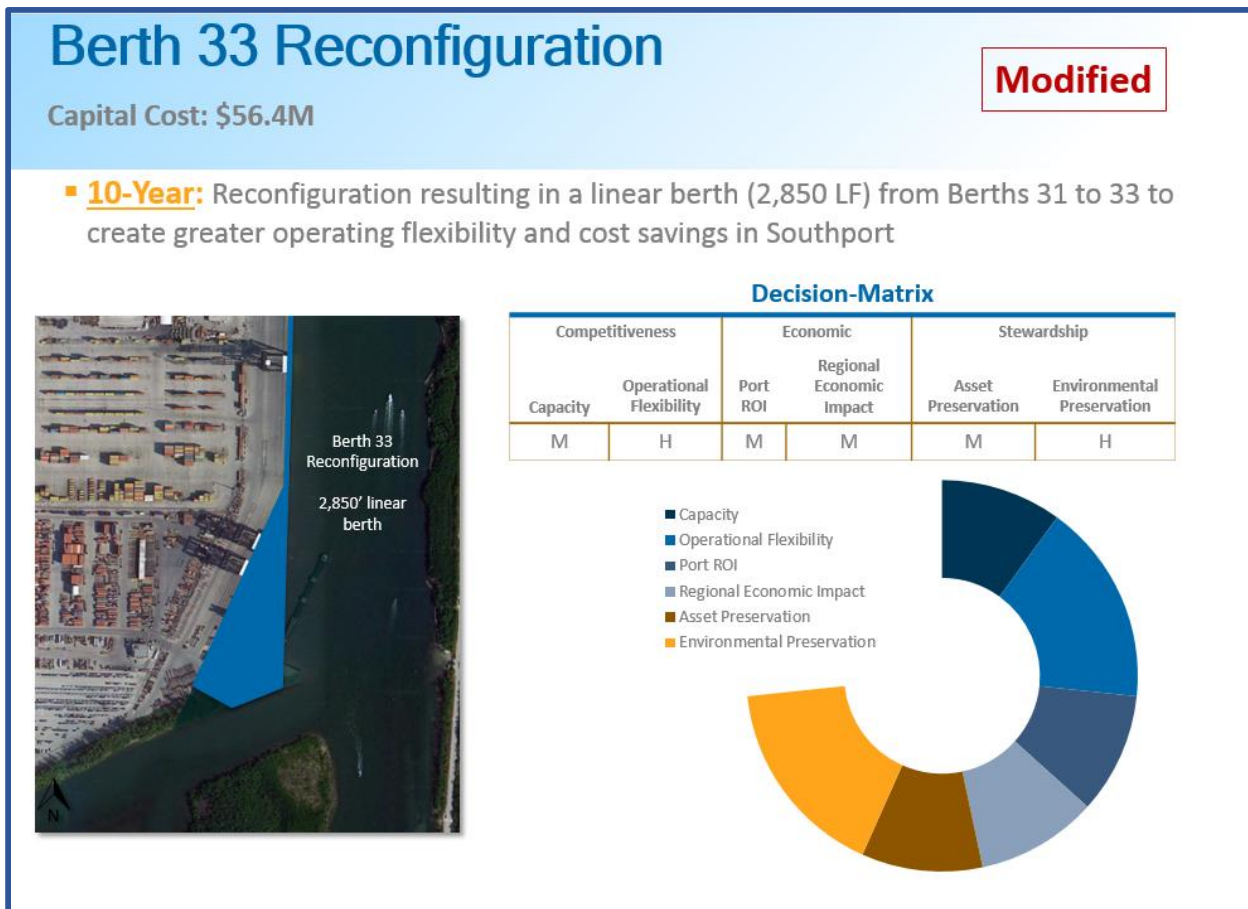 Berth 33 Reconfiguration
Modified
Capital Cost: $56.4M
▪ 10-Year: Reconfiguration resulting in a linear berth (2,850 LF) from Berths 31 to 33 to
create greater operating flexibility and cost savings in Southport
Decision-Matrix
Competitiveness Economic Stewardship
Capacity Operational Flexibility Port ROI Regional Economic Impact Asset Preservation Environmental Preservation
M H M M M H
Berth 33
Reconfiguration
2,850’ linear
berth
N
Capacity
Operational Flexibility
Port ROI
Regional Economic Impact
Asset Preservation
Environmental Preservation